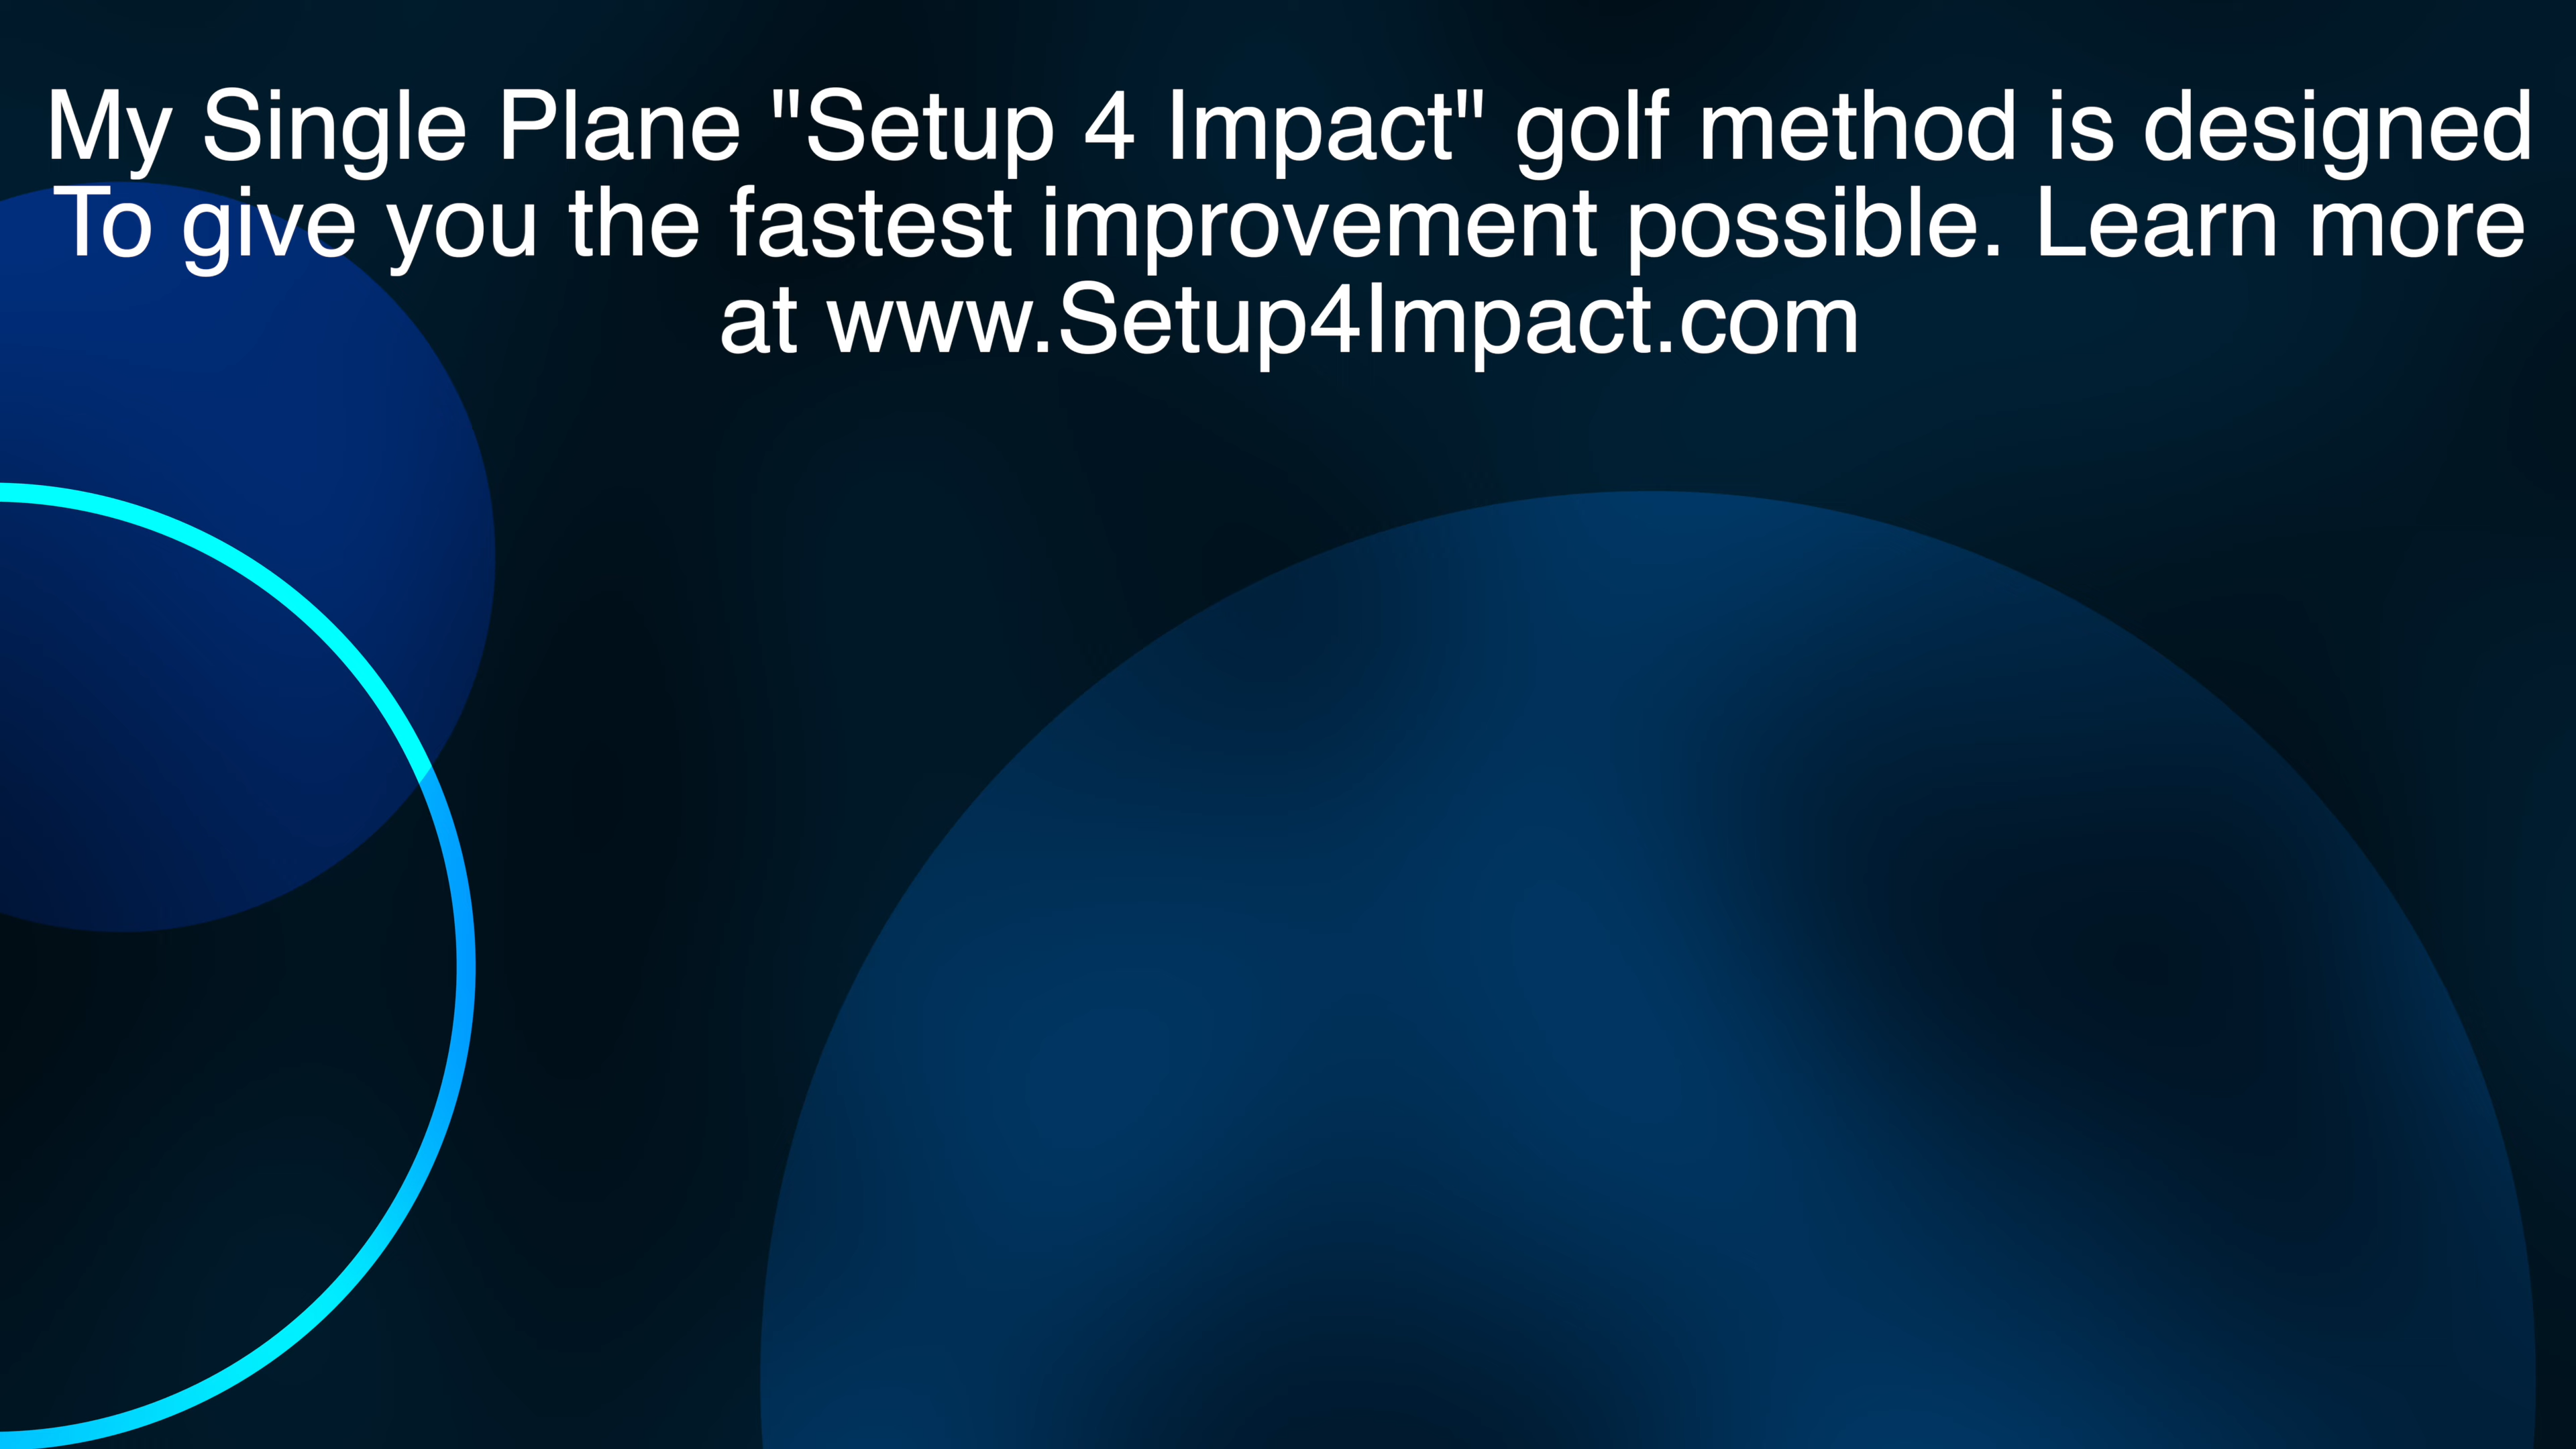 My Single Plane "Setup 4 Impact" golf method is designed
To give you the fastest improvement possible. Learn more
at www.Setup4Impact.com